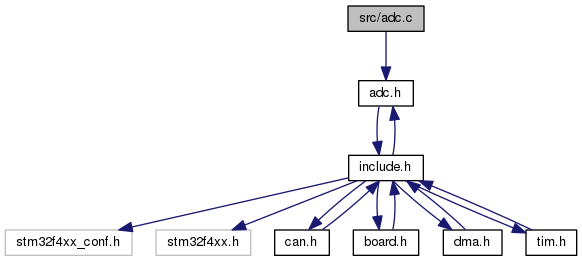 src/adc.c
adc.h
include.h
stm32f4xx_conf.h
stm32f4xx.h
can.h
board.h
dma.h
tim.h